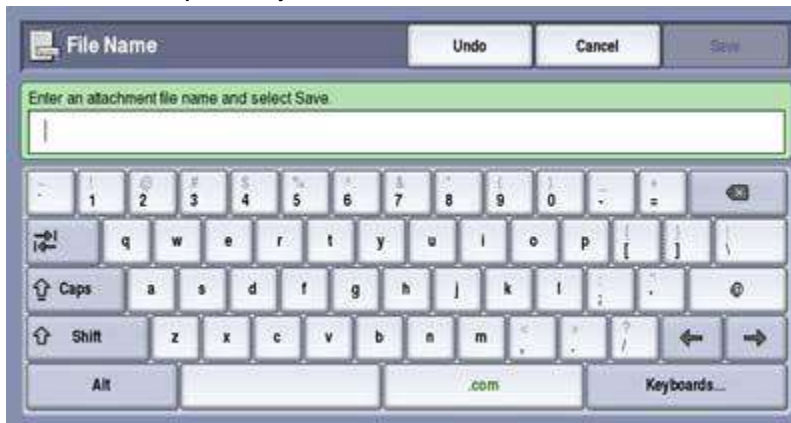 File Name Undo Cancel Save
Enter an attachment file name and select Save.
! @ # $ % & ( ) - +
1 2 3 4 5 6 7 8 9 0 - =
q w e r t y u i o p [ ] \
Caps a s d f g h j k l ; @
Shift z x c v b n m , . ? /
Alt .com Keyboards...